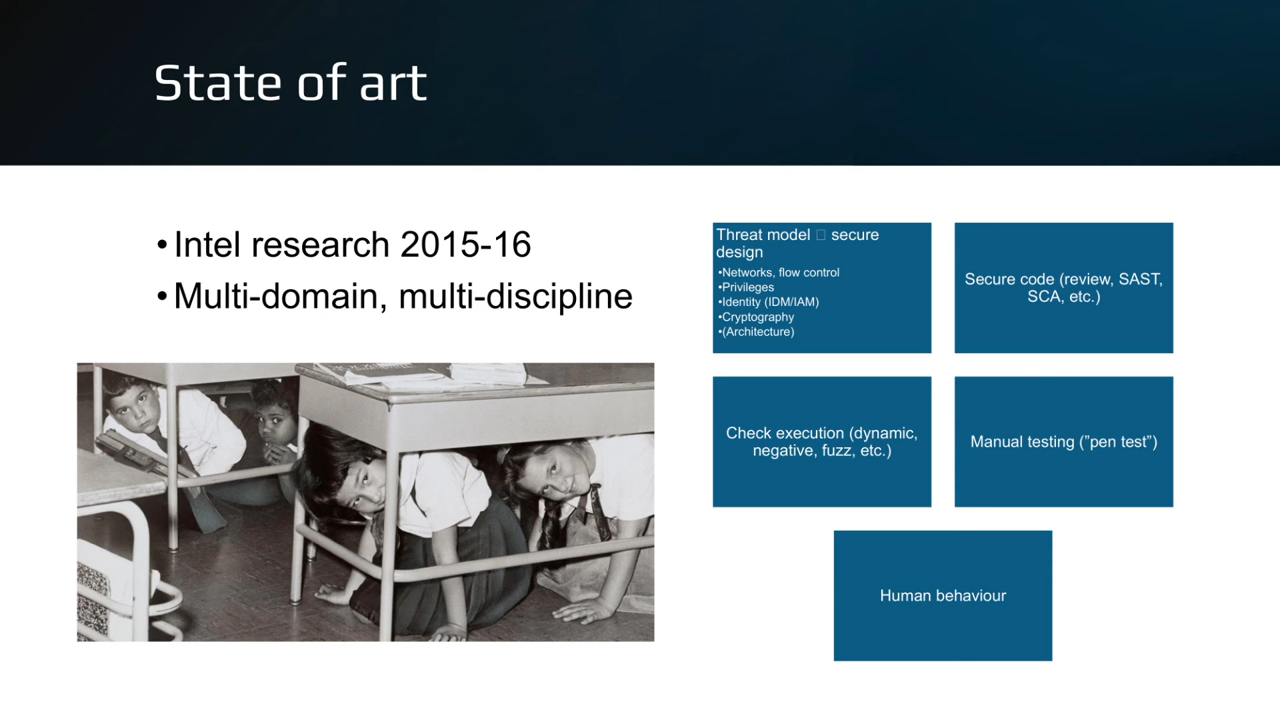 State of art
•Intel research 2015-16
•Multi-domain, multi-discipline
Threat model □ secure
design
•Networks, flow control
•Privileges
•Identity (IDM/IAM)
•Cryptography
•(Architecture)
Secure code (review, SAST,
SCA, etc.)
Check execution (dynamic,
negative, fuzz, etc.)
Manual testing (”pen test”)
Human behaviour